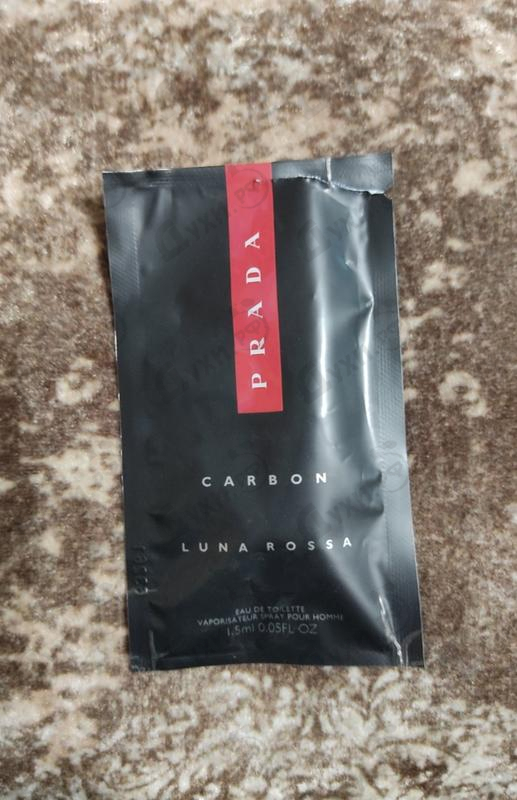 PRADA
CARBON
LUNA ROSSA
EAU DE TOILETTE
VAPORISATEUR SPRAY POUR HOMME
1.5ml 0.05FL·OZ